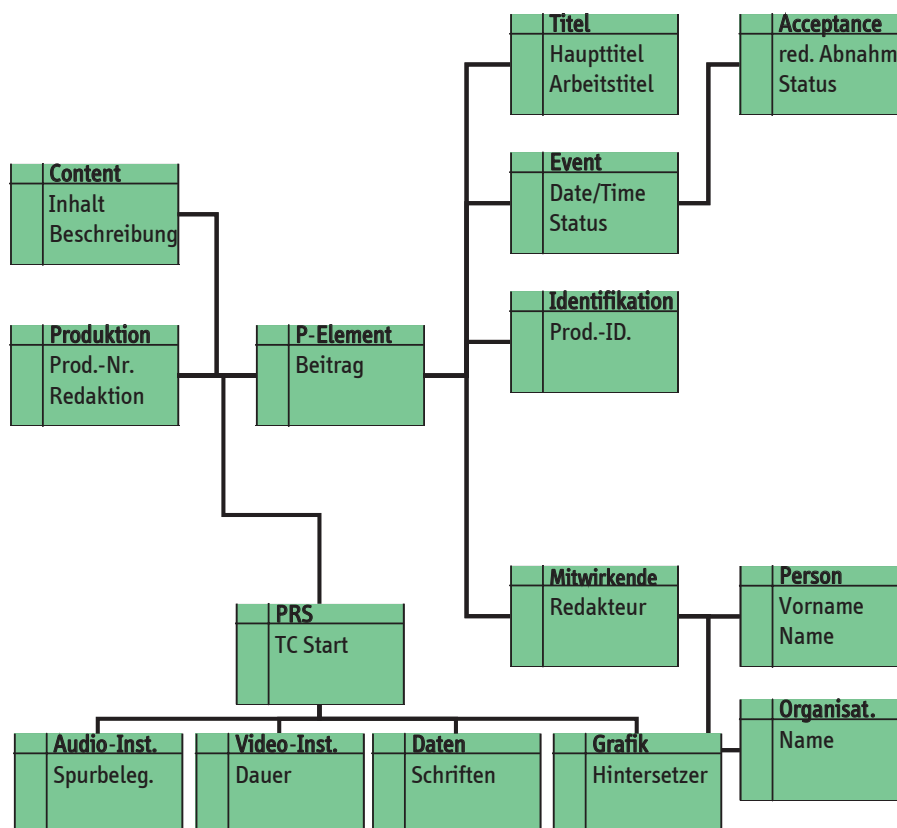 Titel
Haupttitel
Arbeitstitel
Acceptance
red. Abnahm
Status
Content
Inhalt
Beschreibung
Event
Date/Time
Status
Identifikation
Prod.-ID.
Produktion
Prod.-Nr.
Redaktion
P-Element
Beitrag
Mitwirkende
Redakteur
Person
Vorname
Name
PRS
TC Start
Organisat.
Name
Audio-Inst.
Spurbeleg.
Video-Inst.
Dauer
Daten
Schriften
Grafik
Hintersetzer